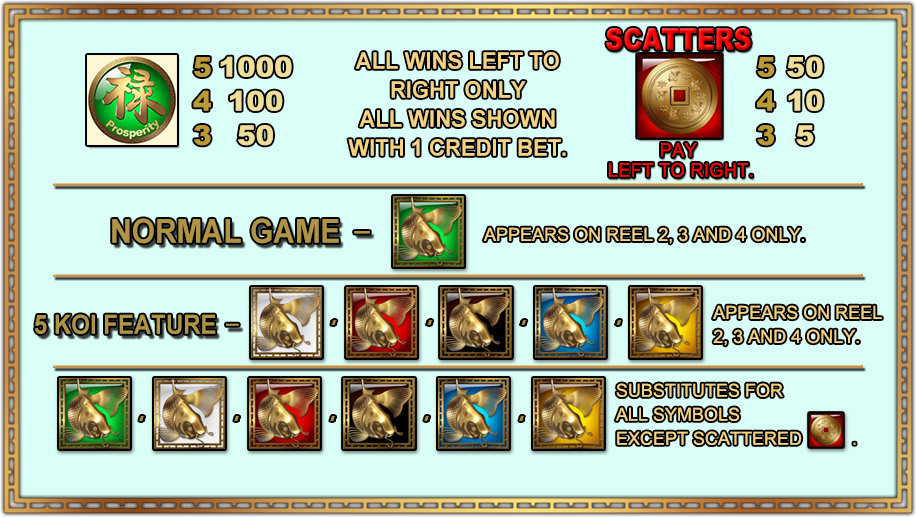 禄
Prosperity
5 1000
4 100
3 50
ALL WINS LEFT TO
RIGHT ONLY
ALL WINS SHOWN
WITH 1 CREDIT BET.
SCATTERS
5 50
4 10
3 5
PAY
LEFT TO RIGHT.
NORMAL GAME –
APPEARS ON REEL 2, 3 AND 4 ONLY.
5 KOI FEATURE – , , , ,
APPEARS ON REEL
2, 3 AND 4 ONLY.
, , , , ,
SUBSTITUTES FOR
ALL SYMBOLS
EXCEPT SCATTERED .